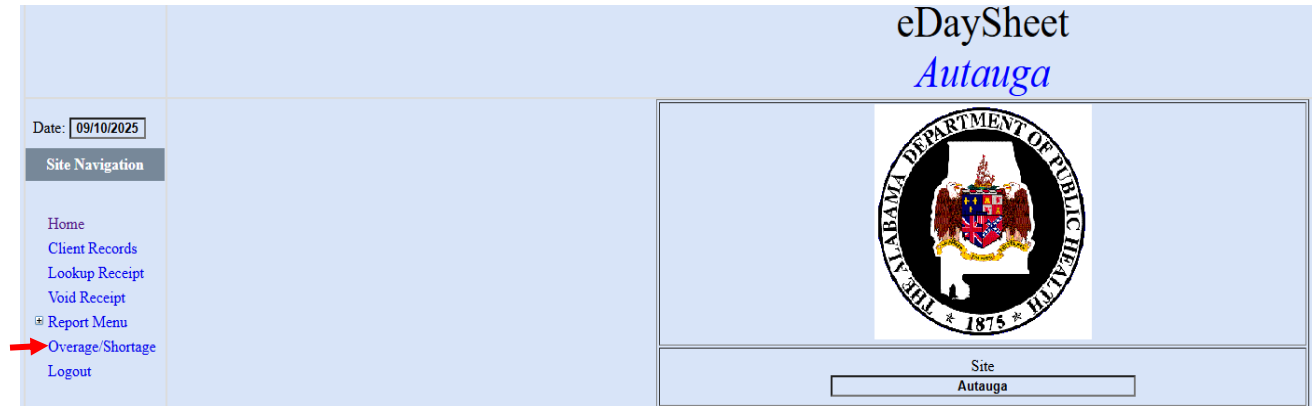 eDaySheet
Autauga
Date: 09/10/2025
Site Navigation
Home
Client Records
Lookup Receipt
Void Receipt
Report Menu
Overage/Shortage
Logout
THE ALABAMA DEPARTMENT OF PUBLIC HEALTH
* 1875 *
Site
Autauga